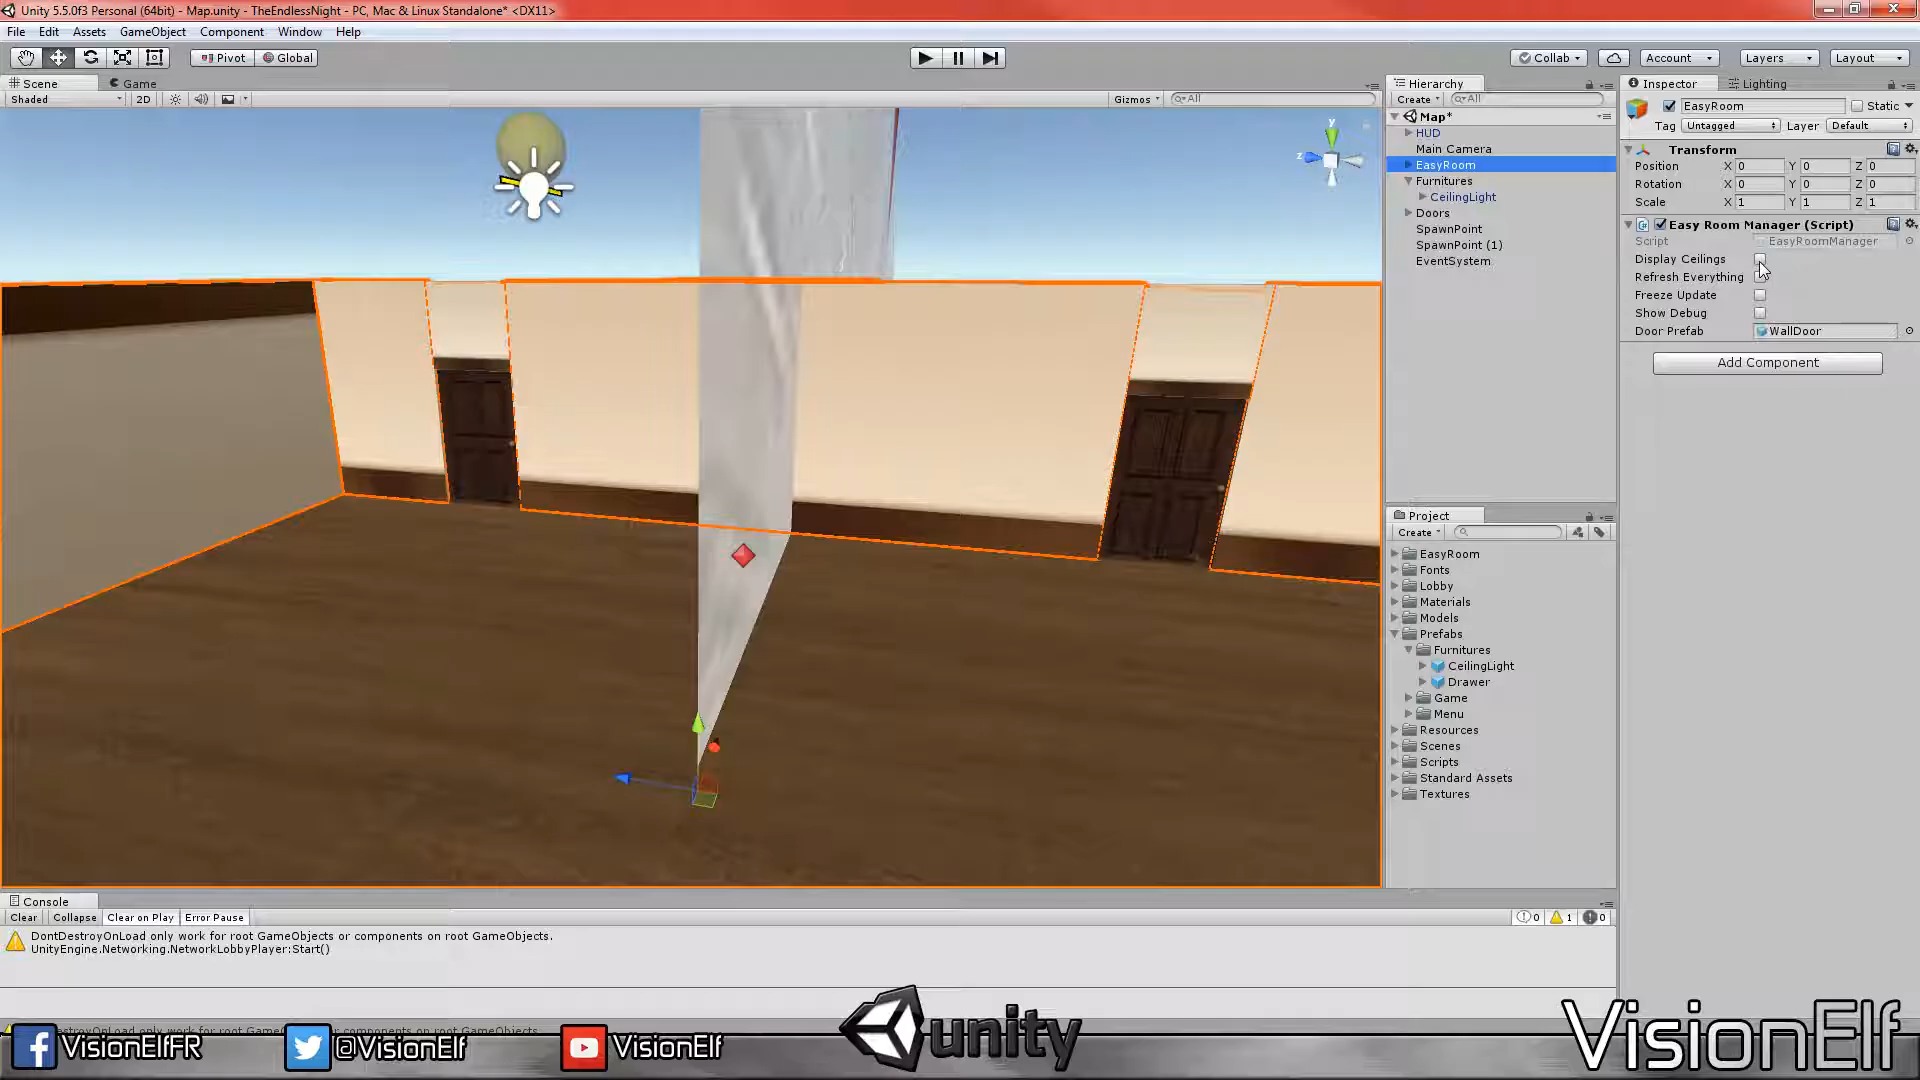 Unity 5.5.0f3 Personal (64bit) - Map.unity - TheEndlessNight - PC, Mac & Linux Standalone* <DX11>
File Edit Assets GameObject Component Window Help
Pivot Global Collab Account Layers Layout
Scene Game
Shaded 2D Gizmos All
y
z
Hierarchy
Create All
Map*
HUD
Main Camera
EasyRoom
Furnitures
CeilingLight
Doors
SpawnPoint
SpawnPoint (1)
EventSystem
Project
Create
EasyRoom
Fonts
Lobby
Materials
Models
Prefabs
Furnitures
CeilingLight
Drawer
Game
Menu
Resources
Scenes
Scripts
Standard Assets
Textures
Inspector Lighting
EasyRoom Static
Tag Untagged Layer Default
Transform
Position X 0 Y 0 Z 0
Rotation X 0 Y 0 Z 0
Scale X 1 Y 1 Z 1
Easy Room Manager (Script)
Script EasyRoomManager
Display Ceilings
Refresh Everything
Freeze Update
Show Debug
Door Prefab WallDoor
Add Component
Console
Clear Collapse Clear on Play Error Pause 0 1 0
DontDestroyOnLoad only work for root GameObjects or components on root GameObjects.
UnityEngine.Networking.NetworkLobbyPlayer:Start()
VisionElfFR @VisionElf VisionElf unity VisionElf